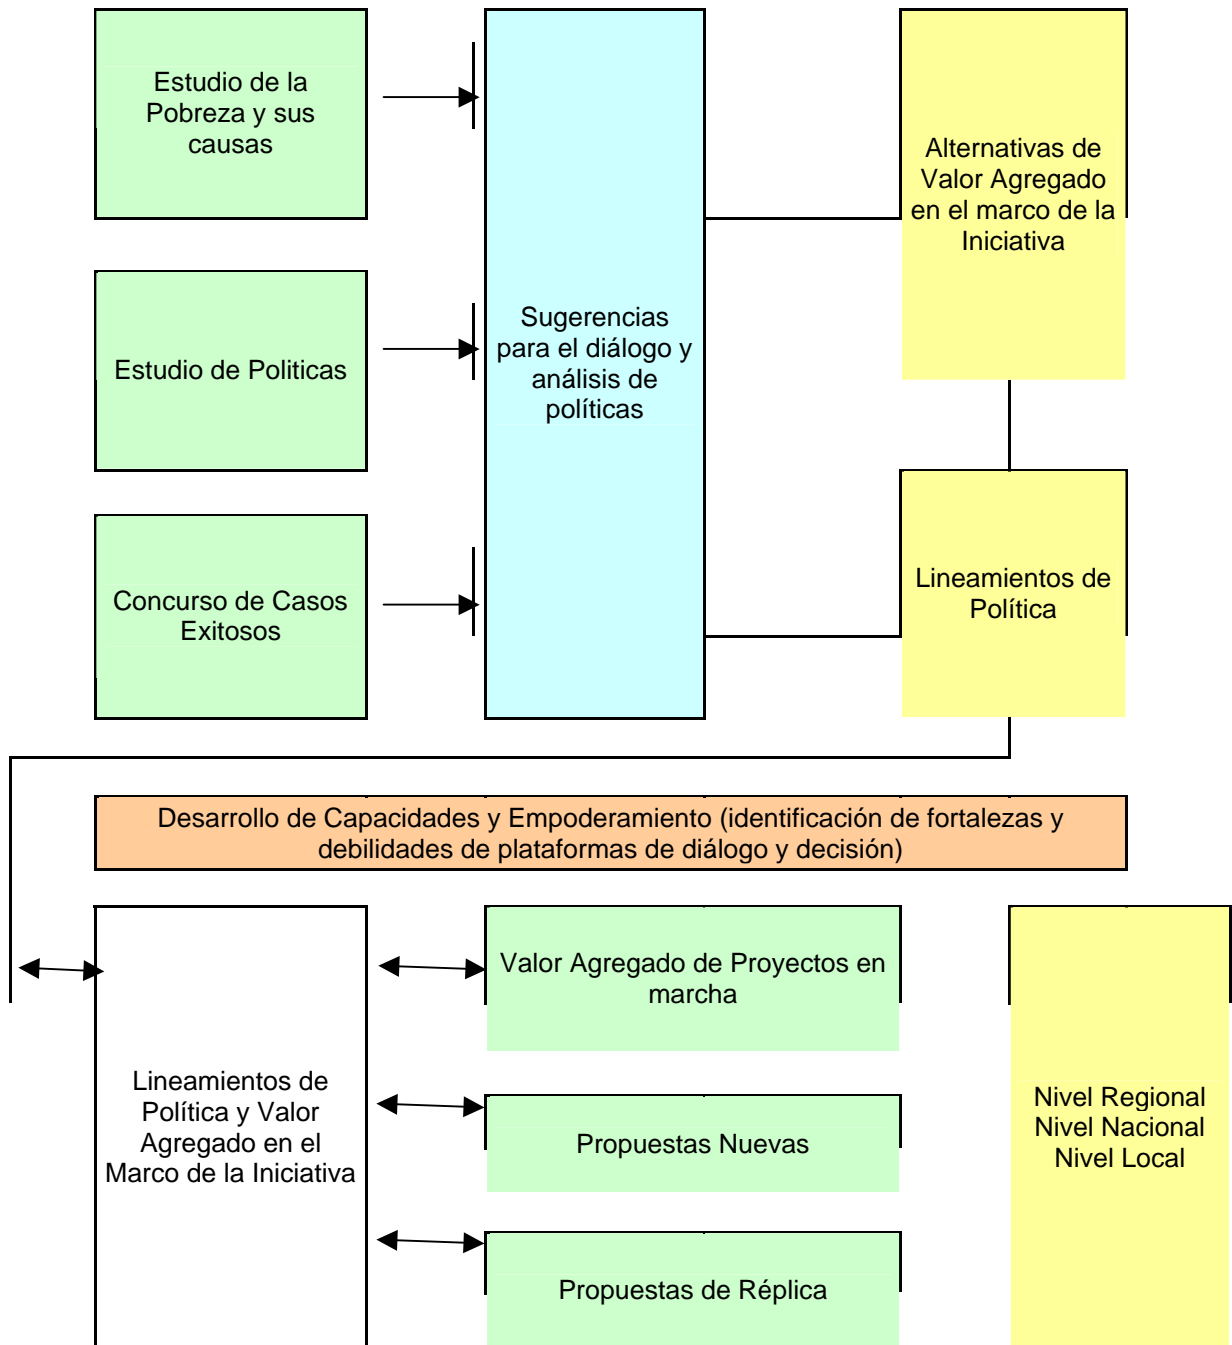 Estudio de la
Pobreza y sus
causas
Estudio de Politicas
Concurso de Casos
Exitosos
Sugerencias
para el diálogo y
análisis de
políticas
Alternativas de
Valor Agregado
en el marco de la
Iniciativa
Lineamientos de
Política
Desarrollo de Capacidades y Empoderamiento (identificación de fortalezas y
debilidades de plataformas de diálogo y decisión)
Lineamientos de
Política y Valor
Agregado en el
Marco de la Iniciativa
Valor Agregado de Proyectos en
marcha
Propuestas Nuevas
Propuestas de Réplica
Nivel Regional
Nivel Nacional
Nivel Local